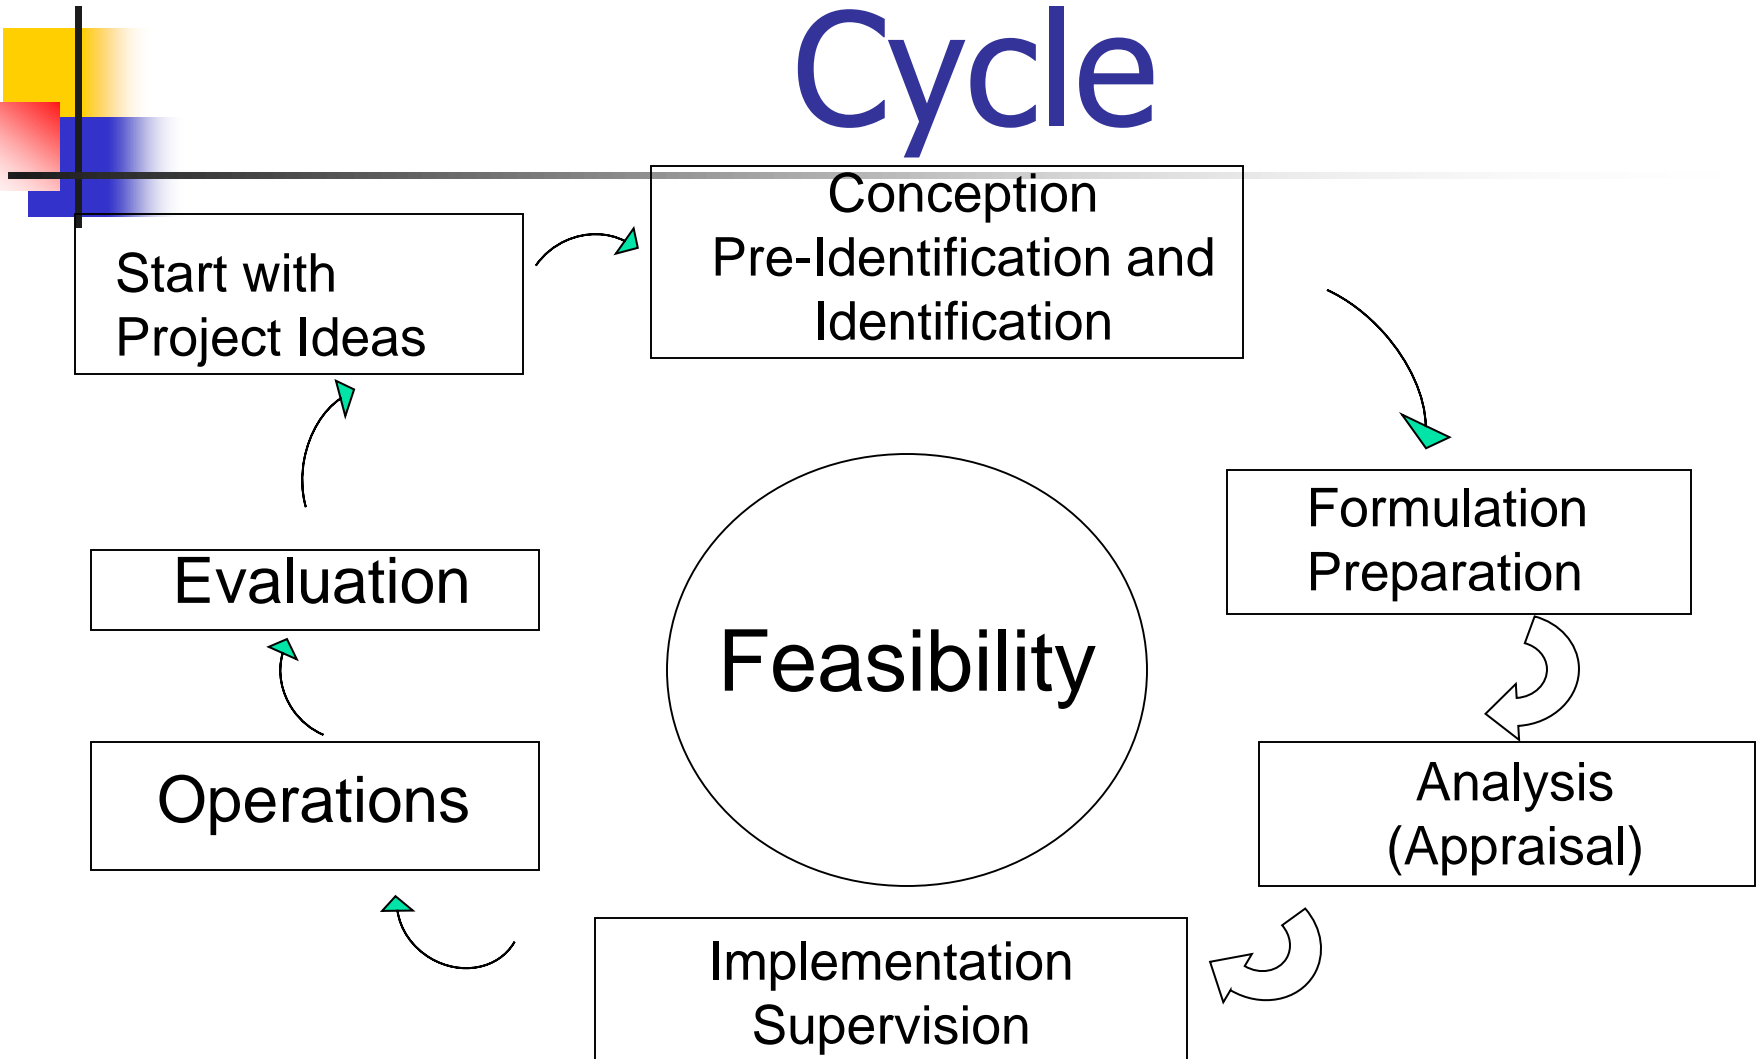 Cycle
Start with
Project Ideas
Conception
Pre-Identification and
Identification
Formulation
Preparation
Analysis
(Appraisal)
Implementation
Supervision
Operations
Evaluation
Feasibility